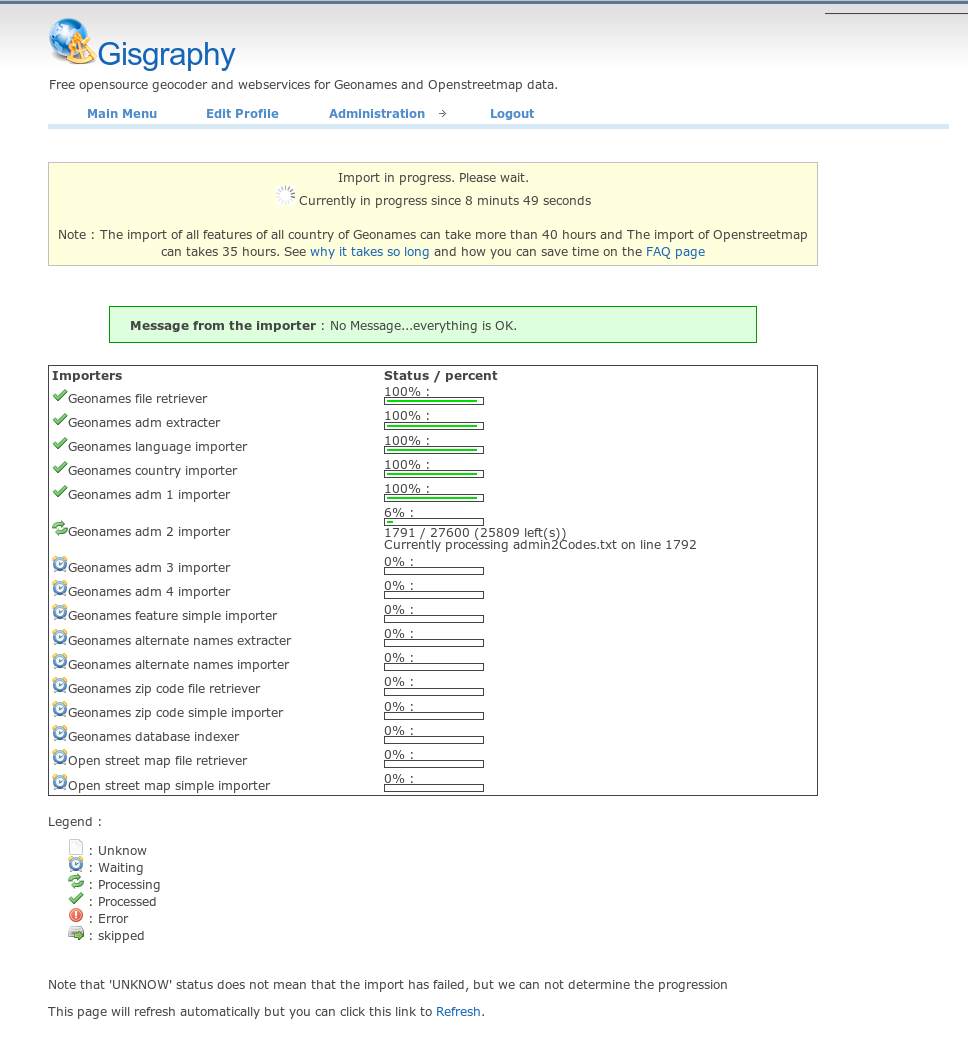 Gisgraphy
Free opensource geocoder and webservices for Geonames and Openstreetmap data.
Main Menu Edit Profile Administration Logout
Import in progress. Please wait.
Currently in progress since 8 minuts 49 seconds
Note : The import of all features of all country of Geonames can take more than 40 hours and The import of Openstreetmap
can takes 35 hours. See why it takes so long and how you can save time on the FAQ page
Message from the importer : No Message...everything is OK.
Importers Status / percent
Geonames file retriever 100% :
Geonames adm extracter 100% :
Geonames language importer 100% :
Geonames country importer 100% :
Geonames adm 1 importer 100% :
Geonames adm 2 importer 6% :
1791 / 27600 (25809 left(s))
Currently processing admin2Codes.txt on line 1792
Geonames adm 3 importer 0% :
Geonames adm 4 importer 0% :
Geonames feature simple importer 0% :
Geonames alternate names extracter 0% :
Geonames alternate names importer 0% :
Geonames zip code file retriever 0% :
Geonames zip code simple importer 0% :
Geonames database indexer 0% :
Open street map file retriever 0% :
Open street map simple importer 0% :
Legend :
: Unknow
: Waiting
: Processing
: Processed
: Error
: skipped
Note that 'UNKNOW' status does not mean that the import has failed, but we can not determine the progression
This page will refresh automatically but you can click this link to Refresh.